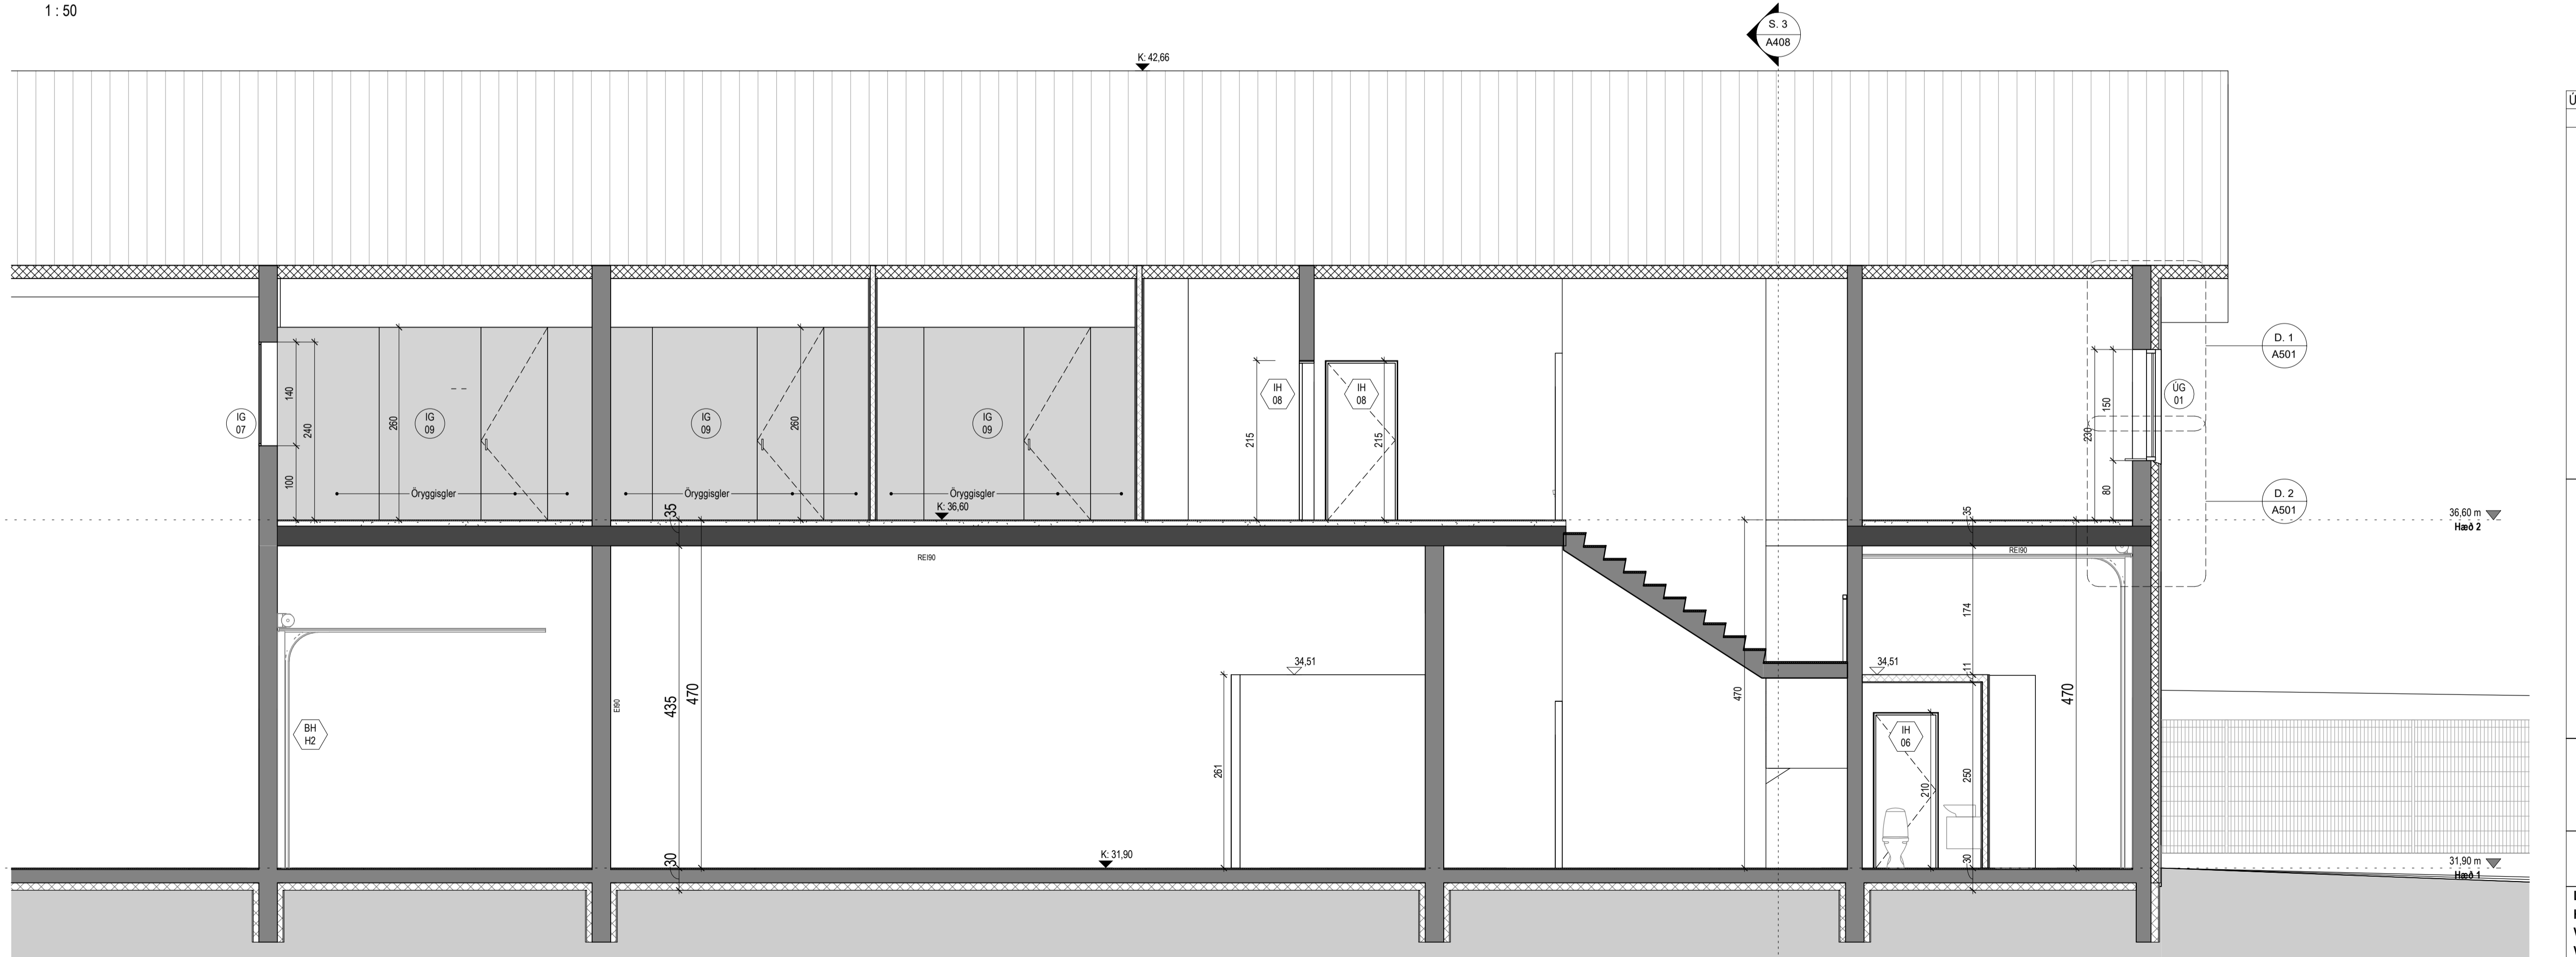 1 : 50
S. 3
A408
K: 42,66
Ú
D. 1
A501
IG
07
140
240
100
260
IG
09
IG
09
260
IG
09
215
IH
08
IH
08
215
150
230
80
ÚG
01
Öryggisgler
Öryggisgler
Öryggisgler
K: 36,60
35
35
D. 2
A501
36,60 m
Hæð 2
REI90
REI90
174
BH
H2
EI90
435
470
34,51
261
470
34,51
11
470
IH
06
210
250
30
K: 31,90
30
31,90 m
Hæð 1